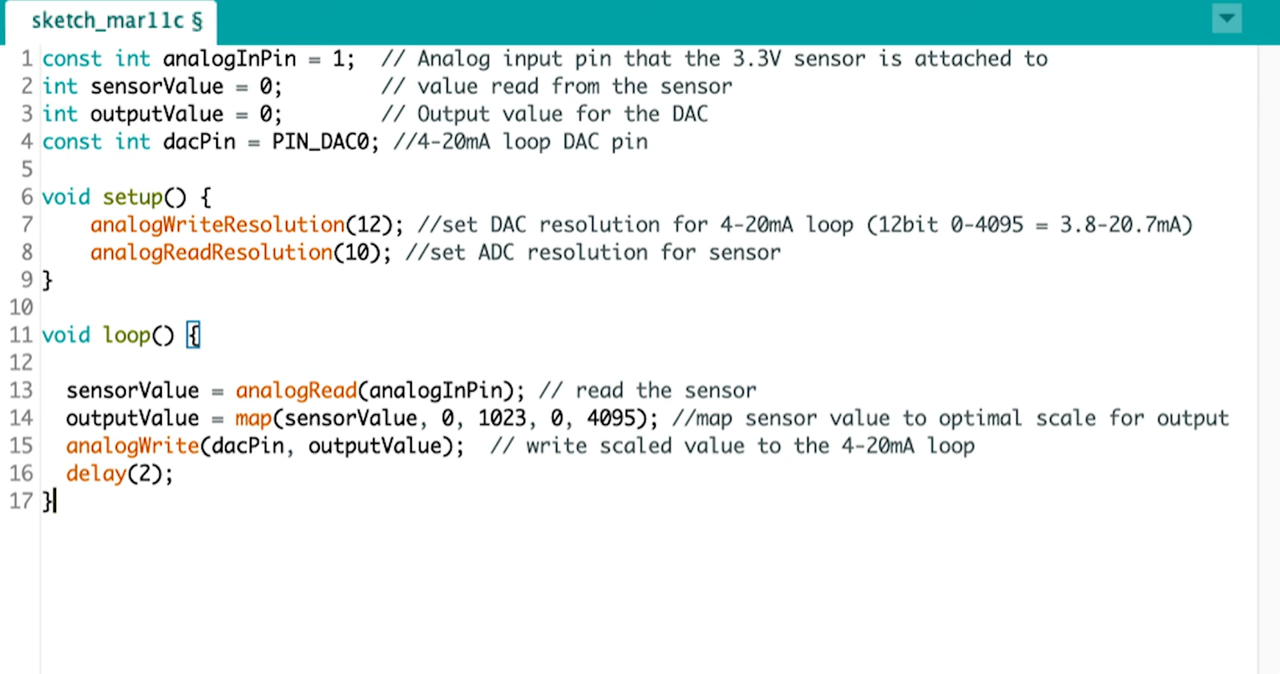 sketch_mar11c §
1 const int analogInPin = 1;  // Analog input pin that the 3.3V sensor is attached to
2 int sensorValue = 0;        // value read from the sensor
3 int outputValue = 0;        // Output value for the DAC
4 const int dacPin = PIN_DAC0; //4-20mA loop DAC pin
5
6 void setup() {
7     analogWriteResolution(12); //set DAC resolution for 4-20mA loop (12bit 0-4095 = 3.8-20.7mA)
8     analogReadResolution(10); //set ADC resolution for sensor
9 }
10
11 void loop() {
12
13   sensorValue = analogRead(analogInPin); // read the sensor
14   outputValue = map(sensorValue, 0, 1023, 0, 4095); //map sensor value to optimal scale for output
15   analogWrite(dacPin, outputValue);  // write scaled value to the 4-20mA loop
16   delay(2);
17 }